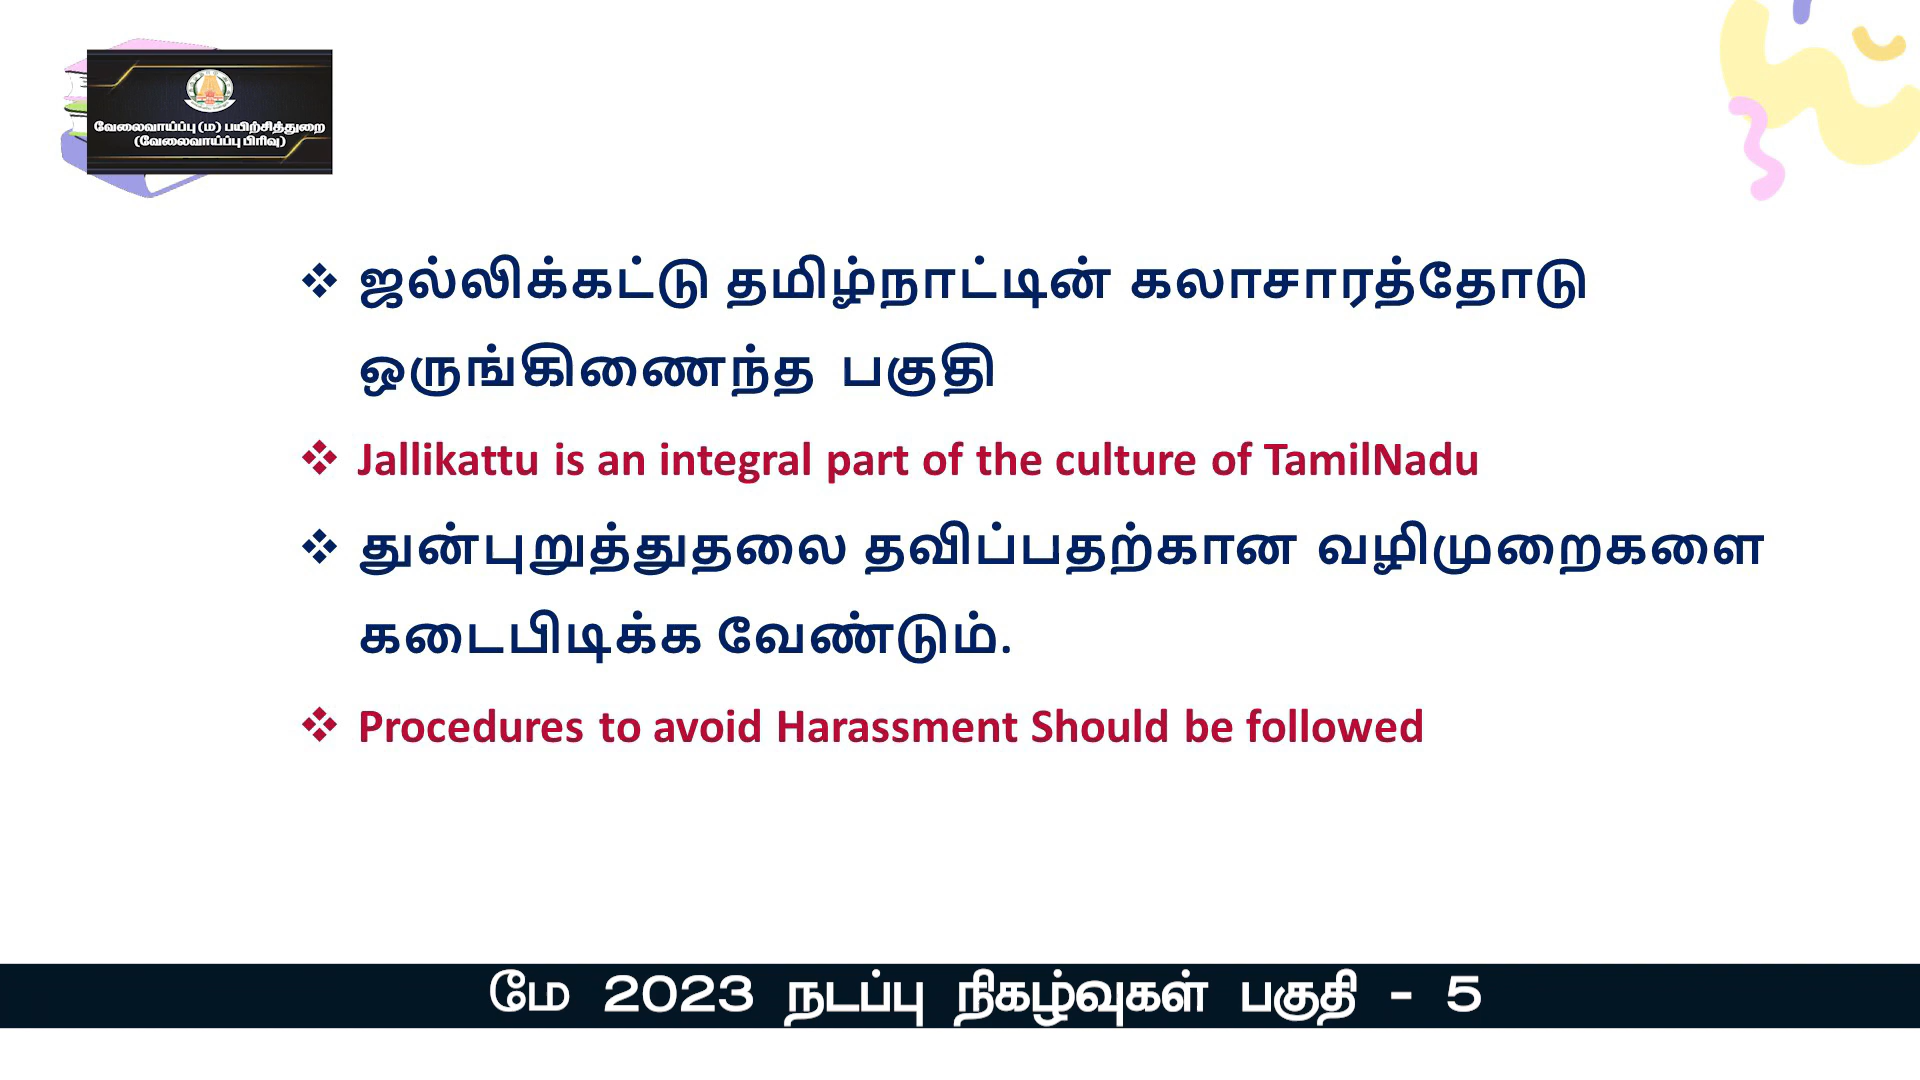 வேலைவாய்ப்பு (ம) பயிற்சித்துறை
(வேலைவாய்ப்பு பிரிவு)
❖ ஜல்லிக்கட்டு தமிழ்நாட்டின் கலாசாரத்தோடு
ஒருங்கிணைந்த பகுதி
❖ Jallikattu is an integral part of the culture of TamilNadu
❖ துன்புறுத்துதலை தவிப்பதற்கான வழிமுறைகளை
கடைபிடிக்க வேண்டும்.
❖ Procedures to avoid Harassment Should be followed
மே 2023 நடப்பு நிகழ்வுகள் பகுதி - 5